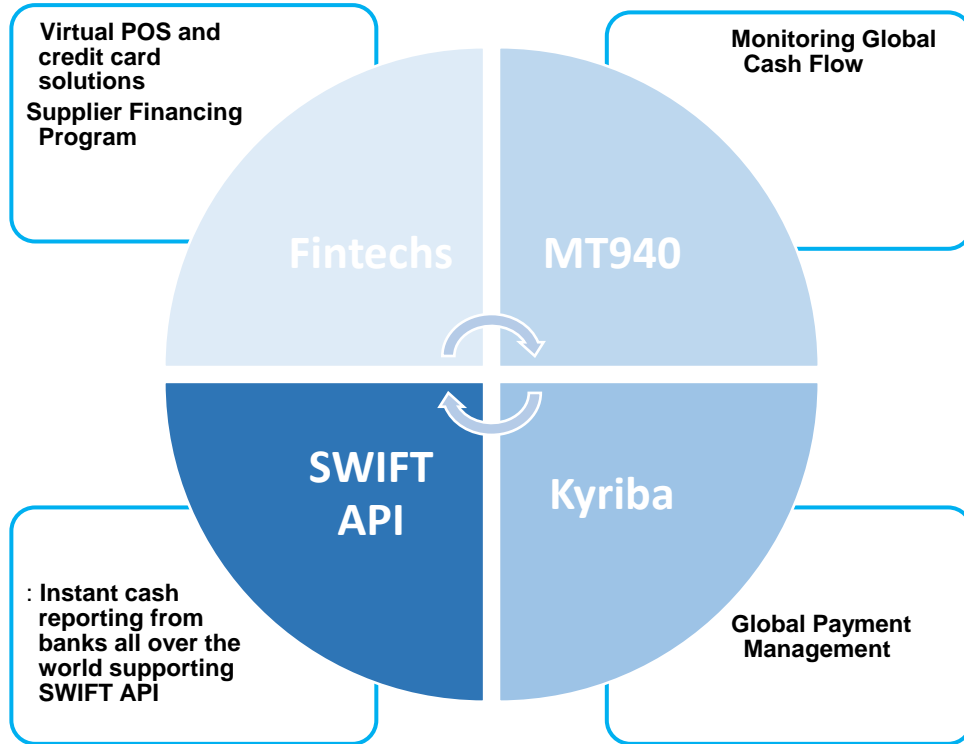 Virtual POS and
credit card
solutions
Supplier Financing
Program
Monitoring Global
Cash Flow
Fintechs
MT940
SWIFT
API
Kyriba
: Instant cash
reporting from
banks all over the
world supporting
SWIFT API
Global Payment
Management